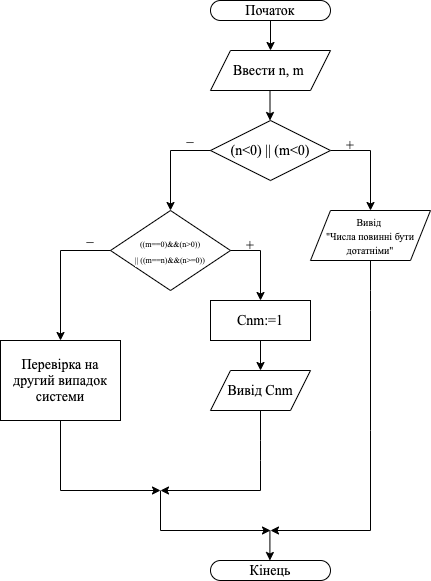 Початок
Ввести n, m
(n<0) || (m<0)
−
+
((m==0)&&(n>0))
|| ((m==n)&&(n>=0))
Вивід
"Числа повинні бути
дотатніми"
−
+
Cnm:=1
Перевірка на
другий випадок
системи
Вивід Cnm
Кінець